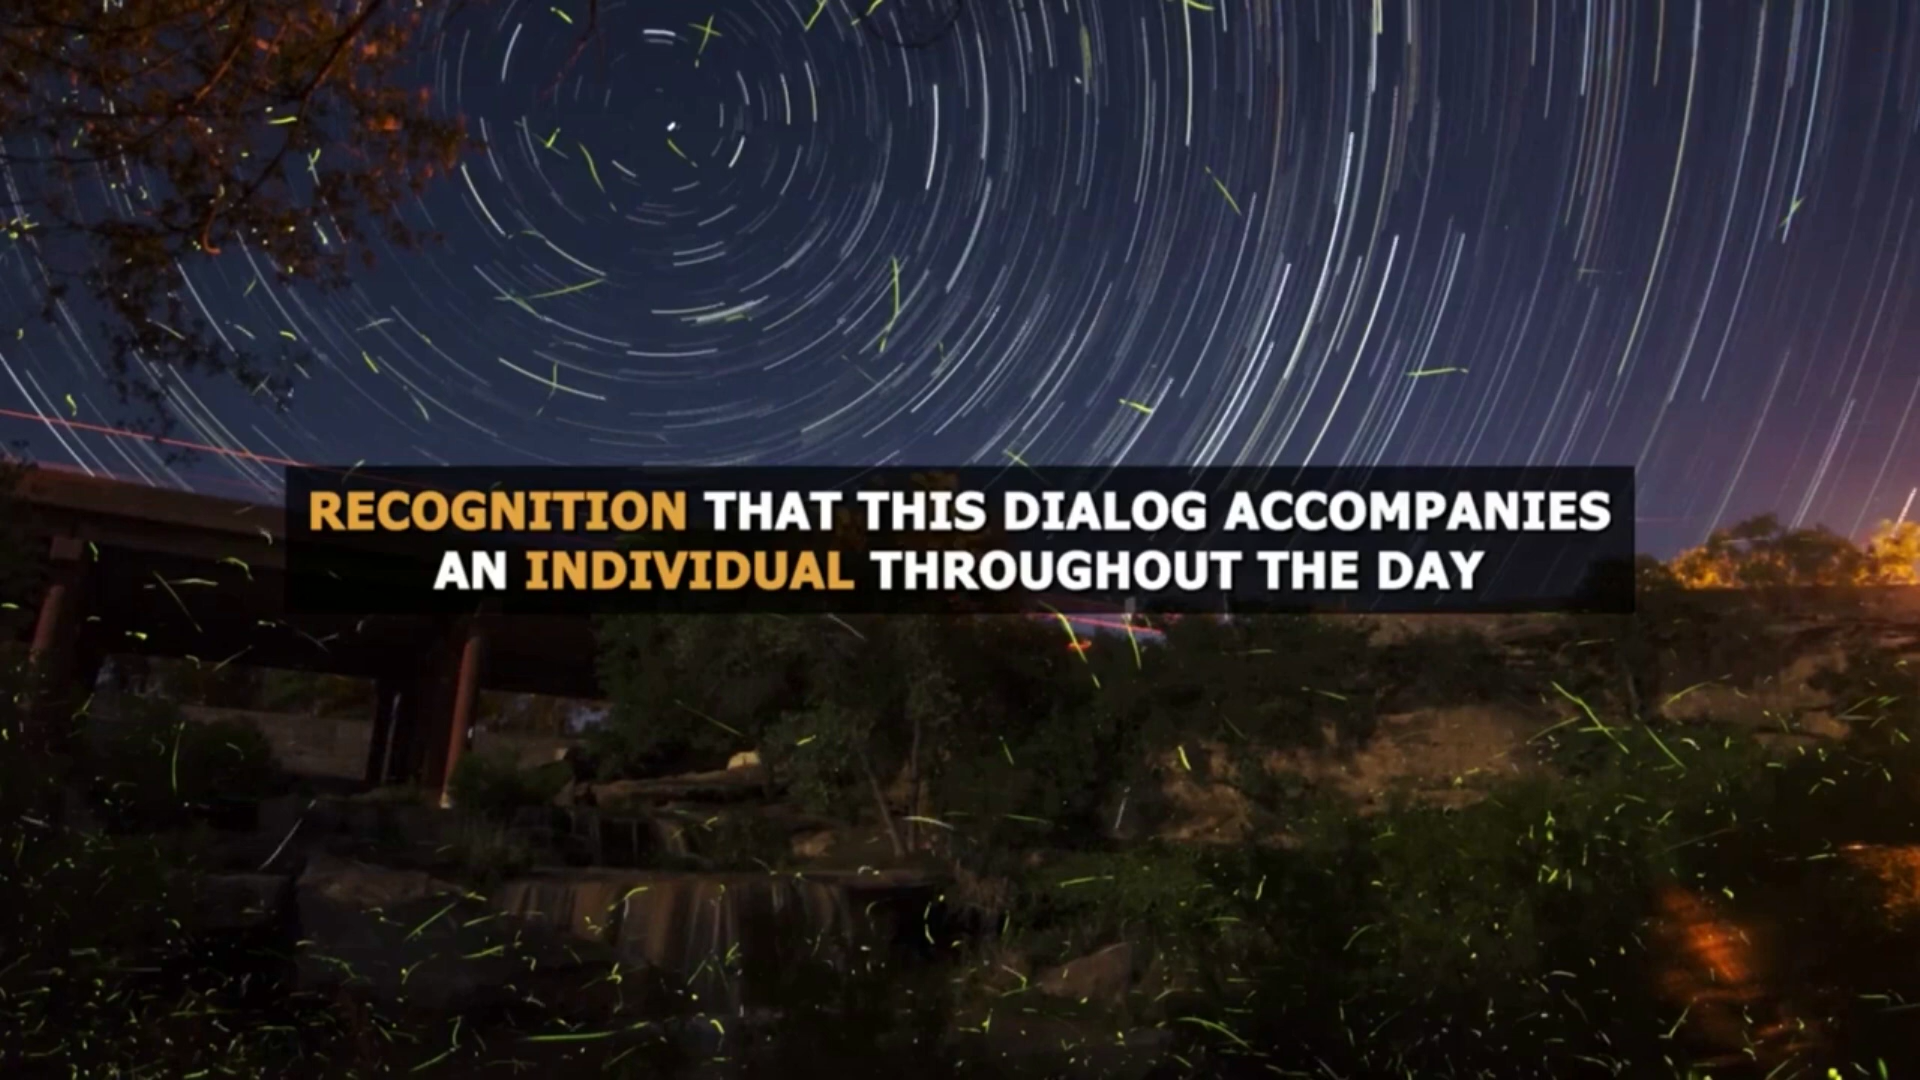 RECOGNITION THAT THIS DIALOG ACCOMPANIES
AN INDIVIDUAL THROUGHOUT THE DAY